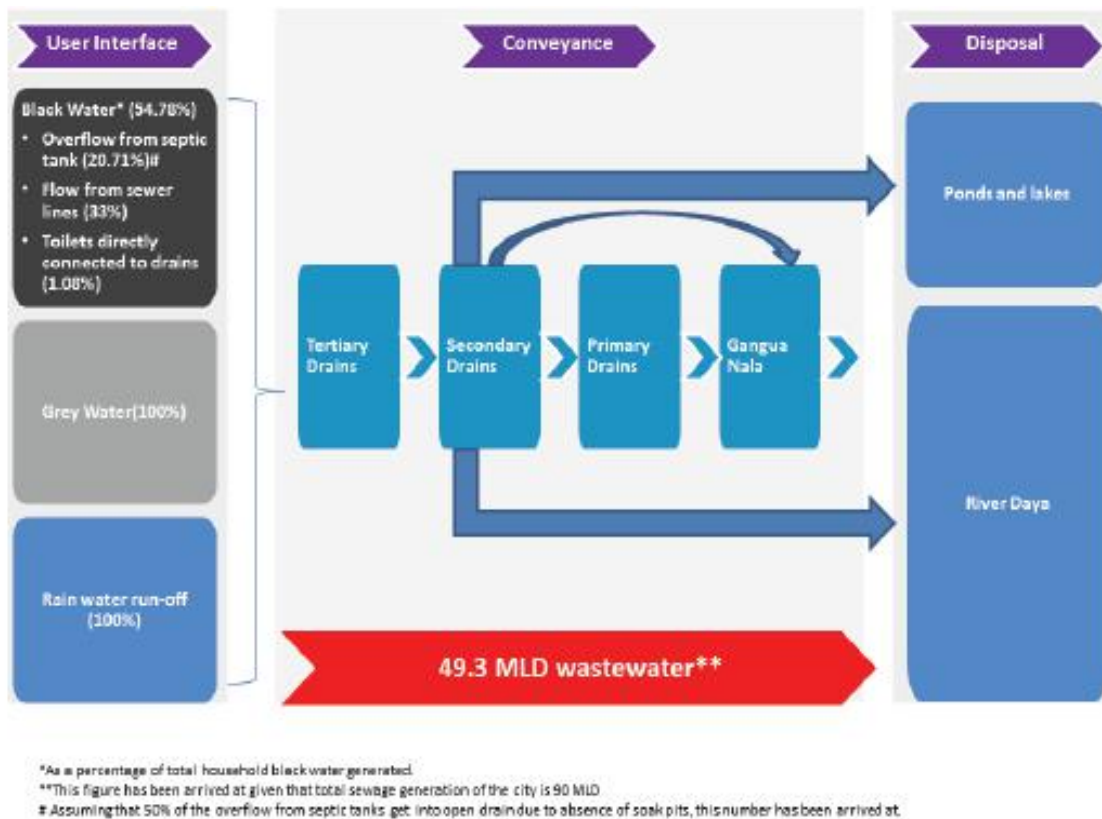 User Interface
Conveyance
Disposal
Black Water* (54.78%)
• Overflow from septic
tank (20.71%)#
• Flow from sewer
lines (33%)
• Toilets directly
connected to drains
(1.08%)
Grey Water(100%)
Rain water run-off
(100%)
Tertiary
Drains
Secondary
Drains
Primary
Drains
Gangua
Nala
Ponds and lakes
River Daya
49.3 MLD wastewater**
*As a percentage of total household black water generated.
**This figure has been arrived at given that total sewage generation of the city is 90 MLD
# Assuming that 50% of the overflow from septic tanks get into open drain due to absence of soak pits, this number has been arrived at.